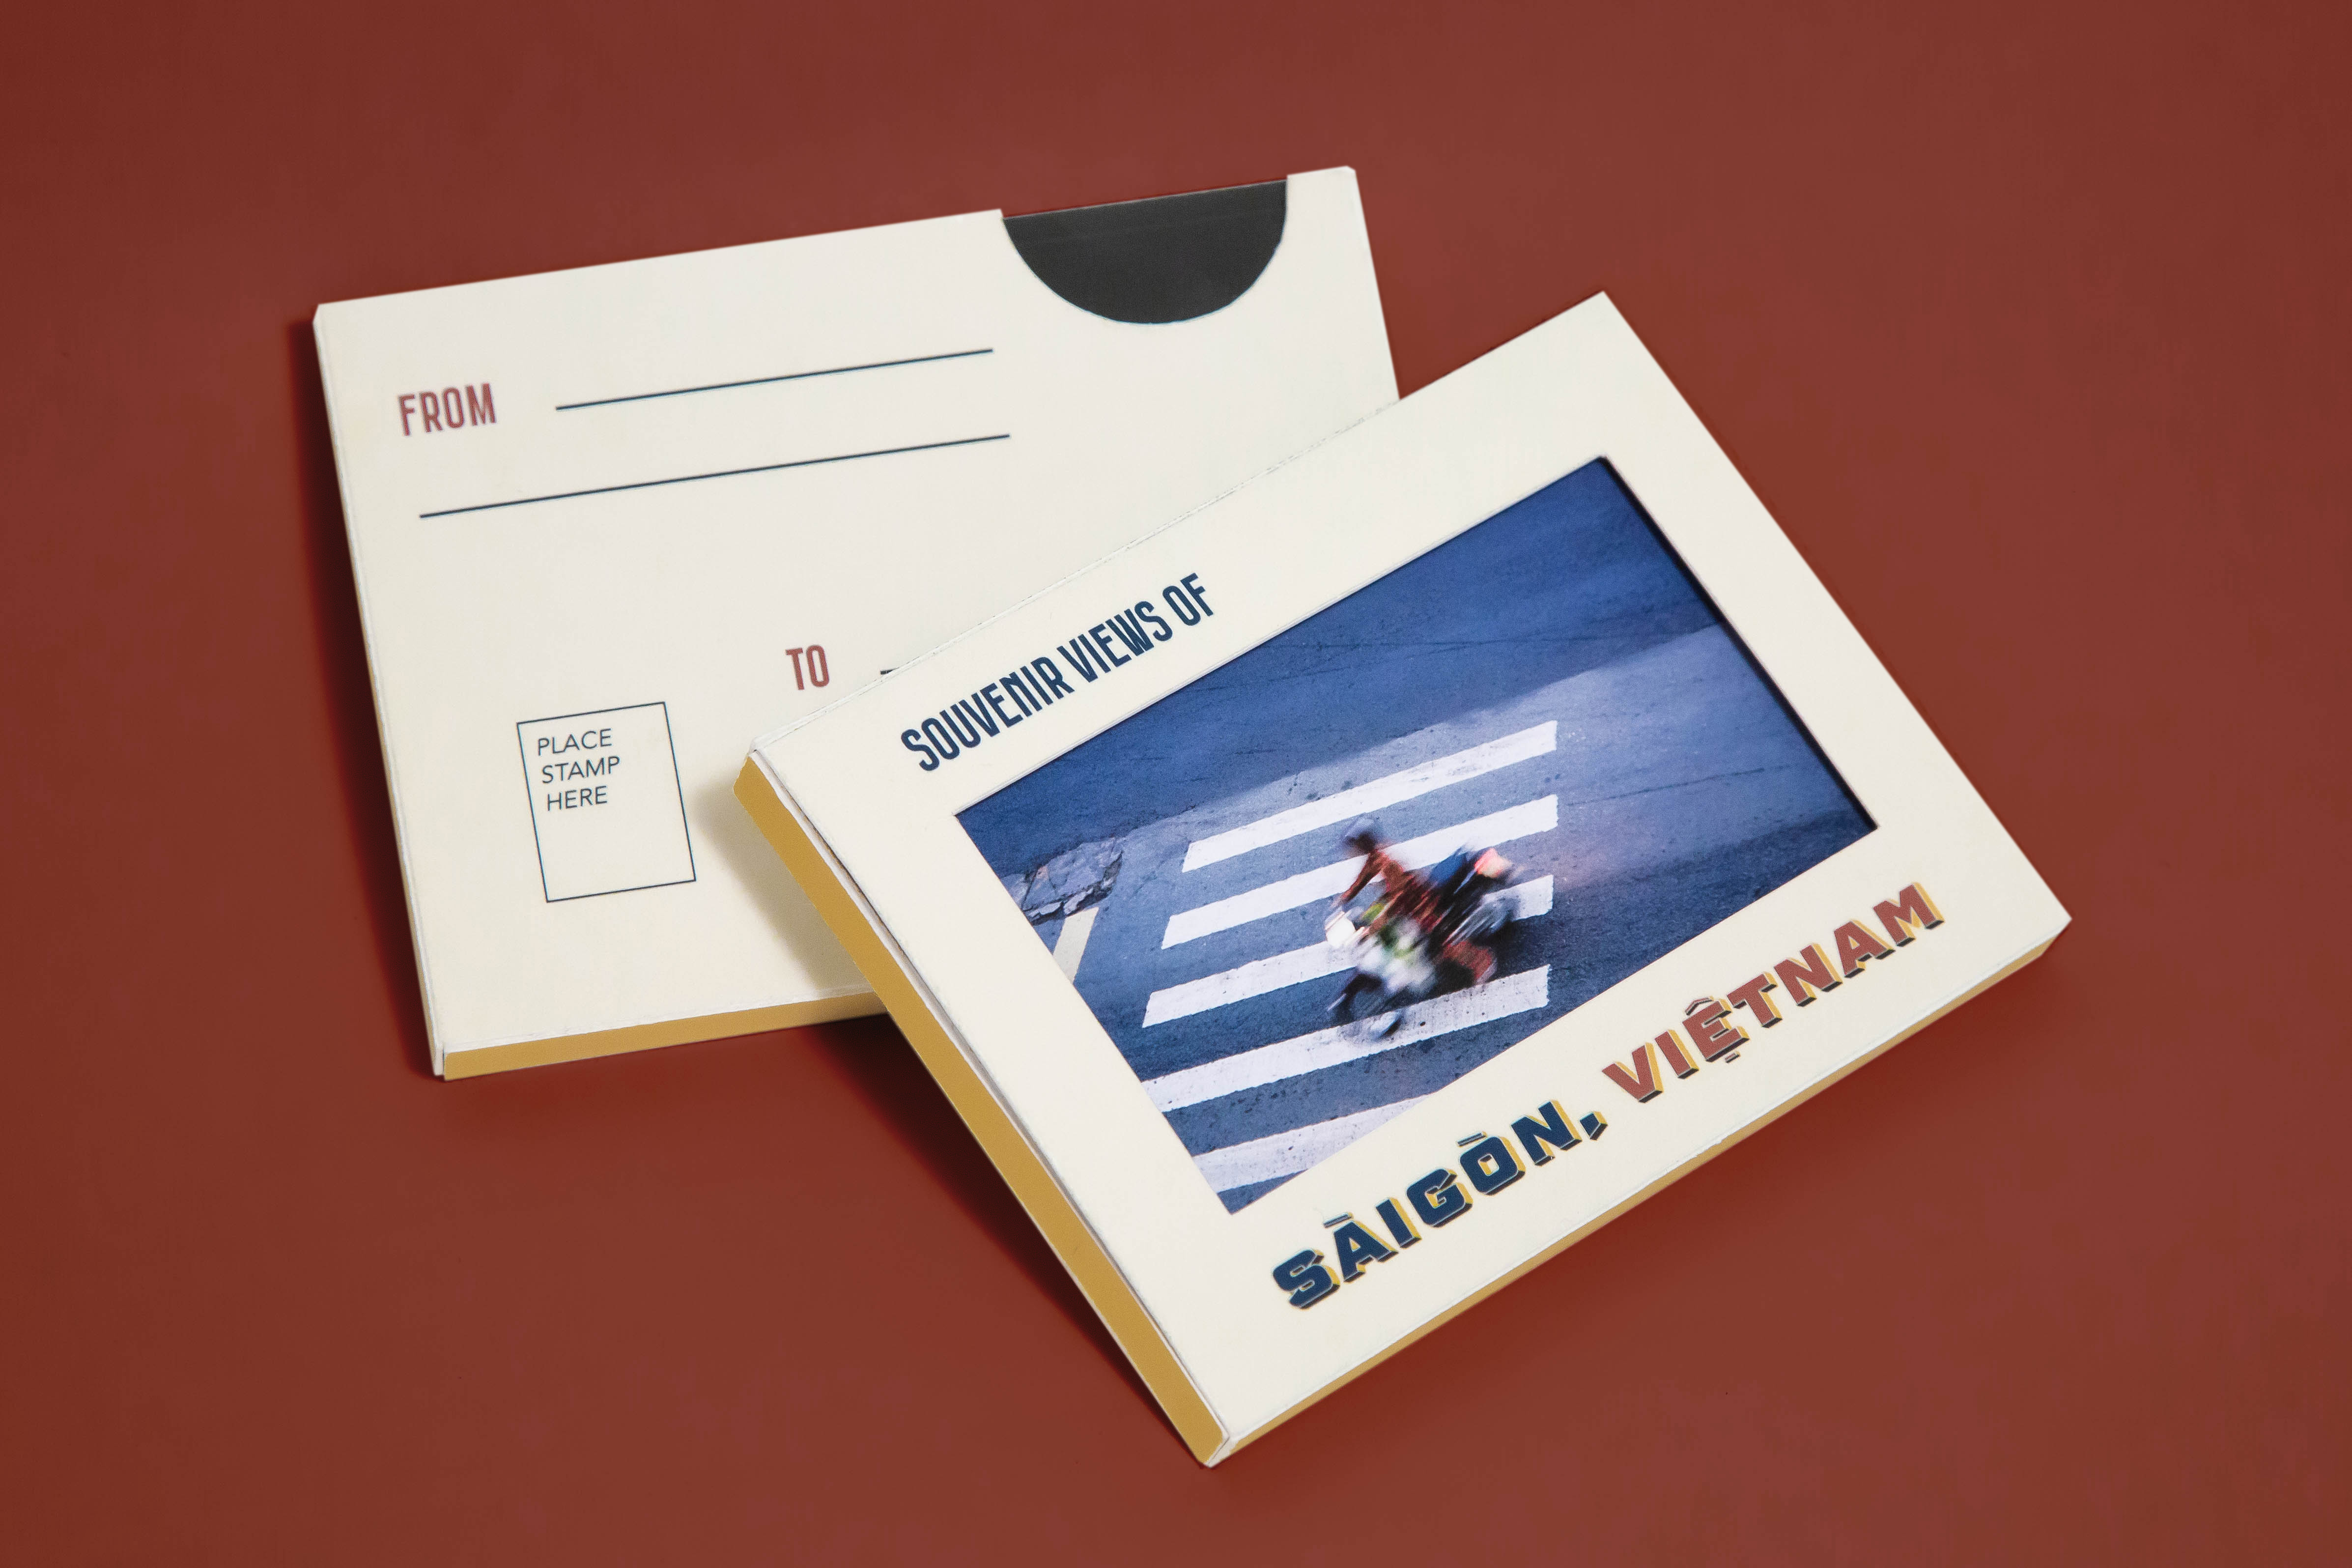 FROM
TO
PLACE
STAMP
HERE
SOUVENIR VIEWS OF
SÀIGÒN, VIỆTNAM